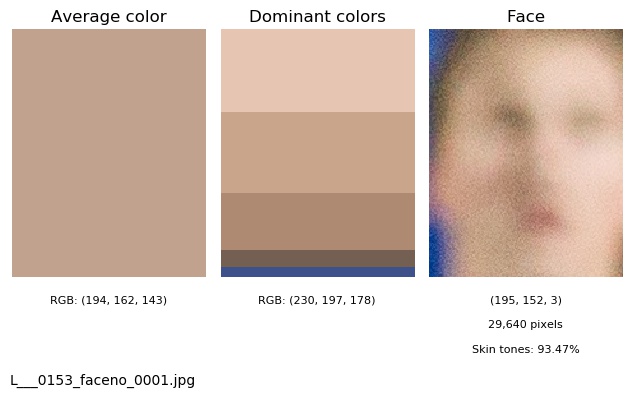 Average color
Dominant colors
Face
RGB: (194, 162, 143)
RGB: (230, 197, 178)
(195, 152, 3)
29,640 pixels
Skin tones: 93.47%
L___0153_faceno_0001.jpg